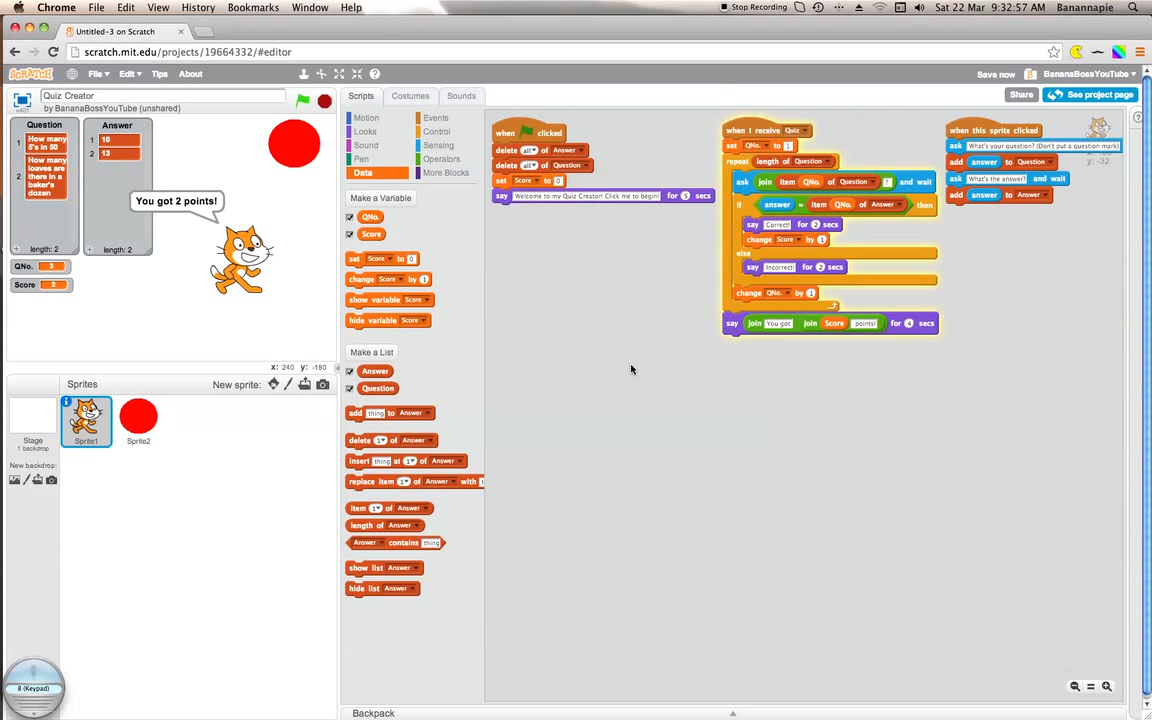 Chrome File Edit View History Bookmarks Window Help Stop Recording Sat 22 Mar 9:32:57 Banannapie
Untitled-3 on Scratch
scratch.mit.edu/projects/19664332/#editor
SCRATCH File Edit Tips About Save now BananaBossYouTube
Quiz Creator
by BananaBossYouTube (unshared)
v401
Scripts Costumes Sounds
Share See project page
Question
1 How many 5's in 50
2 How many loaves are there in a baker's dozen
length: 2
Answer
1 10
2 13
length: 2
You got 2 points!
QNo. 3
Score 2
x: 240 y: -180
Sprites New sprite:
Stage
1 backdrop
New backdrop:
Sprite1
Sprite2
8 (Keypad)
Motion Events
Looks Control
Sound Sensing
Pen Operators
Data More Blocks
Make a Variable
QNo.
Score
set Score to 0
change Score by 1
show variable Score
hide variable Score
Make a List
Answer
Question
add thing to Answer
delete 1 of Answer
insert thing at 1 of Answer
replace item 1 of Answer with
item 1 of Answer
length of Answer
Answer contains thing
show list Answer
hide list Answer
when clicked
delete all of Answer
delete all of Question
set Score to 0
say Welcome to my Quiz Creator! Click me to begin! for 5 secs
when I receive Quiz
set QNo. to 1
repeat length of Question
ask join item QNo. of Question ? and wait
if answer = item QNo. of Answer then
say Correct! for 2 secs
change Score by 1
else
say Incorrect! for 2 secs
change QNo. by 1
say join You got join Score points! for 4 secs
when this sprite clicked
ask What's your question? (Don't put a question mark)
add answer to Question
ask What's the answer? and wait
add answer to Answer
y: -32
Backpack